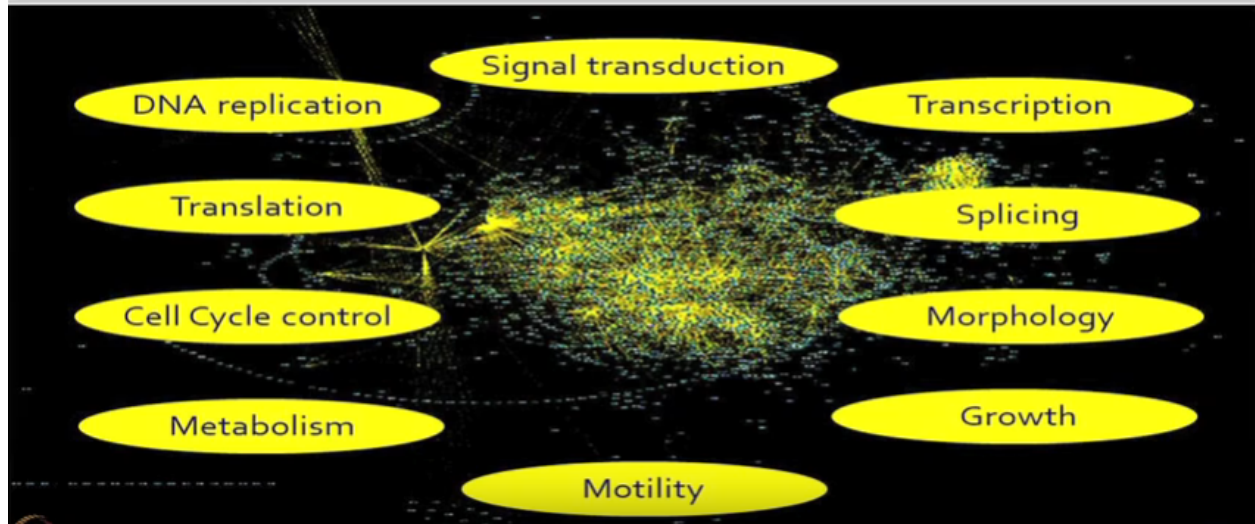 Signal transduction
DNA replication
Transcription
Translation
Splicing
Cell Cycle control
Morphology
Metabolism
Growth
Motility